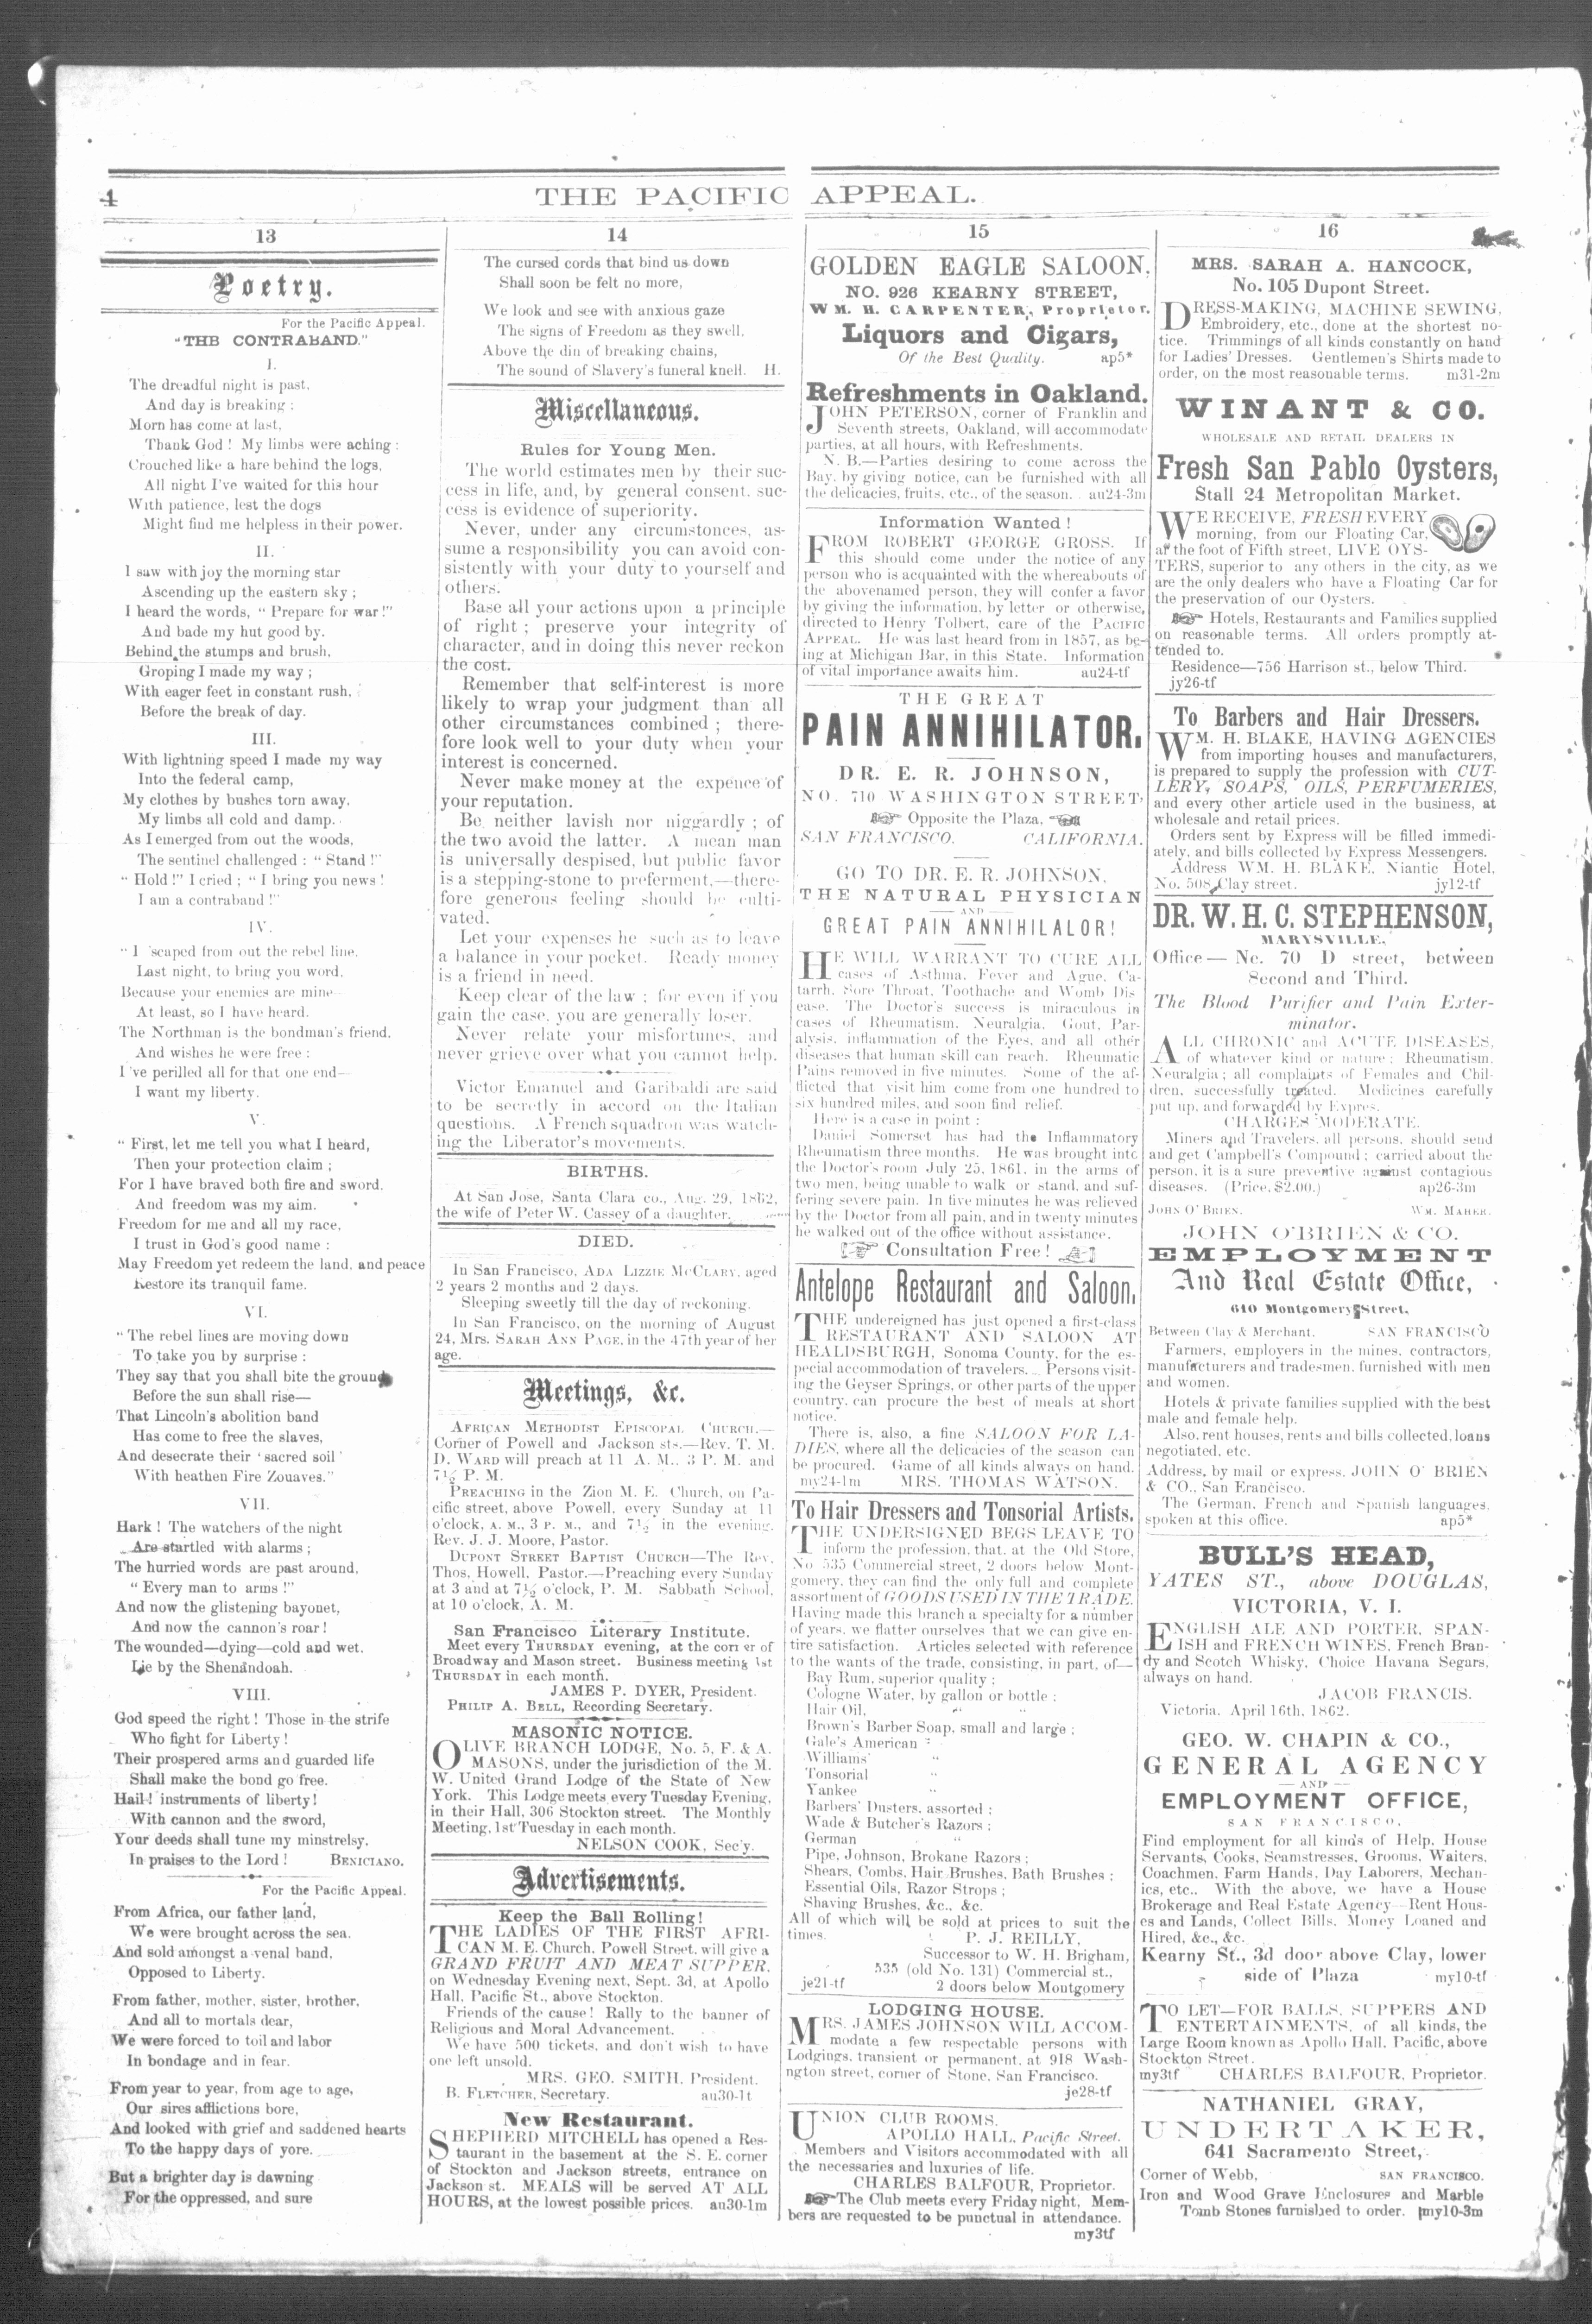 4
THE PACIFIC APPEAL.
13
Poetry.
For the Pacific Appeal.
"THE CONTRABAND."
I.
The dreadful night is past,
And day is breaking ;
Morn has come at last,
Thank God ! My limbs were aching :
Crouched like a hare behind the logs,
All night I've waited for this hour
With patience, lest the dogs
Might find me helpless in their power.
II.
I saw with joy the morning star
Ascending up the eastern sky ;
I heard the words, " Prepare for war !"
And bade my hut good by.
Behind the stumps and brush,
Groping I made my way ;
With eager feet in constant rush,
Before the break of day.
III.
With lightning speed I made my way
Into the federal camp,
My clothes by bushes torn away,
My limbs all cold and damp.
As I emerged from out the woods,
The sentinel challenged : " Stand !"
" Hold !" I cried ; " I bring you news !
I am a contraband !"
IV.
" I 'scaped from out the rebel line,
Last night, to bring you word,
Because your enemies are mine
At least, so I have heard.
The Northman is the bondman's friend,
And wishes he were free :
I 've perilled all for that one end—
I want my liberty.
V.
" First, let me tell you what I heard,
Then your protection claim ;
For I have braved both fire and sword,
And freedom was my aim.
Freedom for me and all my race,
I trust in God's good name :
May Freedom yet redeem the land, and peace
Restore its tranquil fame.
VI.
" The rebel lines are moving down
To take you by surprise :
They say that you shall bite the ground
Before the sun shall rise—
That Lincoln's abolition band
Has come to free the slaves,
And desecrate their ' sacred soil '
With heathen Fire Zouaves."
VII.
Hark ! The watchers of the night
Are startled with alarms ;
The hurried words are past around,
" Every man to arms !"
And now the glistening bayonet,
And now the cannon's roar !
The wounded—dying—cold and wet,
Lie by the Shenandoah.
VIII.
God speed the right ! Those in the strife
Who fight for Liberty !
Their prospered arms and guarded life
Shall make the bond go free.
Hail ! instruments of liberty !
With cannon and the sword,
Your deeds shall tune my minstrelsy,
In praises to the Lord ! BENICIANO.
For the Pacific Appeal.
From Africa, our father land,
We were brought across the sea.
And sold amongst a venal band,
Opposed to Liberty.
From father, mother, sister, brother,
And all to mortals dear,
We were forced to toil and labor
In bondage and in fear.
From year to year, from age to age,
Our sires afflictions bore,
And looked with grief and saddened hearts
To the happy days of yore.
But a brighter day is dawning
For the oppressed, and sure
14
The cursed cords that bind us down
Shall soon be felt no more,
We look and see with anxious gaze
The signs of Freedom as they swell,
Above the din of breaking chains,
The sound of Slavery's funeral knell. H.
Miscellaneous.
Rules for Young Men.
The world estimates men by their suc-
cess in life, and, by general consent, suc-
cess is evidence of superiority.
Never, under any circumstonces, as-
sume a responsibility you can avoid con-
sistently with your duty to yourself and
others.
Base all your actions upon a principle
of right ; preserve your integrity of
character, and in doing this never reckon
the cost.
Remember that self-interest is more
likely to wrap your judgment than all
other circumstances combined ; there-
fore look well to your duty when your
interest is concerned.
Never make money at the expence of
your reputation.
Be neither lavish nor niggardly ; of
the two avoid the latter. A mean man
is universally despised, but public favor
is a stepping-stone to preferment,—there-
fore generous feeling should be culti-
vated.
Let your expenses he such as to leave
a balance in your pocket. Ready money
is a friend in need.
Keep clear of the law ; for even if you
gain the case, you are generally loser.
Never relate your misfortunes, and
never grieve over what you cannot help.
Victor Emanuel and Garibaldi are said
to be secretly in accord on the Italian
questions. A French squadron was watch-
ing the Liberator's movements.
BIRTHS.
At San Jose, Santa Clara co., Aug. 29, 1862,
the wife of Peter W. Cassey of a daughter.
DIED.
In San Francisco, ADA LIZZIE McCLARY, aged
2 years 2 months and 2 days.
Sleeping sweetly till the day of reckoning.
In San Francisco, on the morning of August
24, Mrs. SARAH ANN PAGE, in the 47th year of her
age.
Meetings, &c.
AFRICAN METHODIST EPISCOPAL CHURCH.—
Corner of Powell and Jackson sts.—Rev. T. M.
D. WARD will preach at 11 A. M., 3 P. M. and
7½ P. M.
PREACHING in the Zion M. E. Church, on Pa-
cific street, above Powell, every Sunday at 11
o'clock, A. M., 3 P. M., and 7½ in the evening.
Rev. J. J. Moore, Pastor.
DUPONT STREET BAPTIST CHURCH—The Rev.
Thos. Howell, Pastor.—Preaching every Sunday
at 3 and at 7½ o'clock, P. M. Sabbath School,
at 10 o'clock, A. M.
San Francisco Literary Institute.
Meet every THURSDAY evening, at the corner of
Broadway and Mason street. Business meeting 1st
THURSDAY in each month.
JAMES P. DYER, President.
PHILIP A. BELL, Recording Secretary.
MASONIC NOTICE.
OLIVE BRANCH LODGE, No. 5, F. & A.
MASONS, under the jurisdiction of the M.
W. United Grand Lodge of the State of New
York. This Lodge meets every Tuesday Evening,
in their Hall, 306 Stockton street. The Monthly
Meeting, 1st Tuesday in each month.
NELSON COOK, Sec'y.
Advertisements.
Keep the Ball Rolling!
THE LADIES OF THE FIRST AFRI-
CAN M. E. Church, Powell Street, will give a
GRAND FRUIT AND MEAT SUPPER,
on Wednesday Evening next, Sept. 3d, at Apollo
Hall, Pacific St., above Stockton.
Friends of the cause ! Rally to the banner of
Religious and Moral Advancement.
We have 500 tickets, and don't wish to have
one left unsold.
MRS. GEO. SMITH, President.
B. FLETCHER, Secretary. au30-1t
New Restaurant.
SHEPHERD MITCHELL has opened a Res-
taurant in the basement at the S. E. corner
of Stockton and Jackson streets, entrance on
Jackson st. MEALS will be served AT ALL
HOURS, at the lowest possible prices. au30-1m
15
GOLDEN EAGLE SALOON,
NO. 926 KEARNY STREET,
WM. H. CARPENTER, Proprietor.
Liquors and Cigars,
Of the Best Quality. ap5*
Refreshments in Oakland.
JOHN PETERSON, corner of Franklin and
Seventh streets, Oakland, will accommodate
parties, at all hours, with Refreshments.
N. B.—Parties desiring to come across the
Bay, by giving notice, can be furnished with all
the delicacies, fruits, etc., of the season. au24-3m
Information Wanted !
FROM ROBERT GEORGE GROSS. If
this should come under the notice of any
person who is acquainted with the whereabouts of
the abovenamed person, they will confer a favor
by giving the information, by letter or otherwise,
directed to Henry Tolbert, care of the PACIFIC
APPEAL. He was last heard from in 1857, as be-
ing at Michigan Bar, in this State. Information
of vital importance awaits him. au24-tf
THE GREAT
PAIN ANNIHILATOR.
DR. E. R. JOHNSON,
NO. 710 WASHINGTON STREET,
Opposite the Plaza,
SAN FRANCISCO, CALIFORNIA.
GO TO DR. E. R. JOHNSON,
THE NATURAL PHYSICIAN
AND
GREAT PAIN ANNIHILALOR!
HE WILL WARRANT TO CURE ALL
cases of Asthma, Fever and Ague, Ca-
tarrh, Sore Throat, Toothache and Womb Dis
ease. The Doctor's success is miraculous in
cases of Rheumatism, Neuralgia, Gout, Par-
alysis, inflammation of the Eyes, and all other
diseases that human skill can reach. Rheumatic
Pains removed in five minutes. Some of the af-
flicted that visit him come from one hundred to
six hundred miles, and soon find relief.
Here is a case in point :
Daniel Somerset has had the Inflammatory
Rheumatism three months. He was brought into
the Doctor's room July 25, 1861, in the arms of
two men, being unable to walk or stand, and suf-
fering severe pain. In five minutes he was relieved
by the Doctor from all pain, and in twenty minutes
he walked out of the office without assistance.
Consultation Free !
Antelope Restaurant and Saloon,
THE undereigned has just opened a first-class
RESTAURANT AND SALOON AT
HEALDSBURGH, Sonoma County, for the es-
pecial accommodation of travelers. Persons visit-
ing the Geyser Springs, or other parts of the upper
country, can procure the best of meals at short
notice.
There is, also, a fine SALOON FOR LA-
DIES, where all the delicacies of the season can
be procured. Game of all kinds always on hand.
my24-1m MRS. THOMAS WATSON.
To Hair Dressers and Tonsorial Artists.
THE UNDERSIGNED BEGS LEAVE TO
inform the profession, that, at the Old Store,
No 535 Commercial street, 2 doors below Mont-
gomery, they can find the only full and complete
assortment of GOODS USED IN THE TRADE.
Having made this branch a specialty for a number
of years, we flatter ourselves that we can give en-
tire satisfaction. Articles selected with reference
to the wants of the trade, consisting, in part, of—
Bay Rum, superior quality ;
Cologne Water, by gallon or bottle ;
Hair Oil, " "
Brown's Barber Soap, small and large ;
Gale's American "
Williams' "
Tonsorial "
Yankee "
Barbers' Dusters, assorted ;
Wade & Butcher's Razors ;
German "
Pipe, Johnson, Brokane Razors ;
Shears, Combs, Hair Brushes, Bath Brushes ;
Essential Oils, Razor Strops ;
Shaving Brushes, &c., &c.
All of which will be sold at prices to suit the
times. P. J. REILLY,
Successor to W. H. Brigham,
535 (old No. 131) Commercial st.,
je21-tf 2 doors below Montgomery
LODGING HOUSE.
MRS. JAMES JOHNSON WILL ACCOM-
modate a few respectable persons with
Lodgings, transient or permanent, at 918 Wash-
ngton street, corner of Stone, San Francisco.
je28-tf
UNION CLUB ROOMS,
APOLLO HALL, Pacific Street.
Members and Visitors accommodated with all
the necessaries and luxuries of life.
CHARLES BALFOUR, Proprietor.
The Club meets every Friday night, Mem-
bers are requested to be punctual in attendance.
my3tf
16
MRS. SARAH A. HANCOCK,
No. 105 Dupont Street.
DRESS-MAKING, MACHINE SEWING,
Embroidery, etc., done at the shortest no-
tice. Trimmings of all kinds constantly on hand
for Ladies' Dresses. Gentlemen's Shirts made to
order, on the most reasonable terms. m31-2m
WINANT & CO.
WHOLESALE AND RETAIL DEALERS IN
Fresh San Pablo Oysters,
Stall 24 Metropolitan Market.
WE RECEIVE, FRESH EVERY
morning, from our Floating Car,
at the foot of Fifth street, LIVE OYS-
TERS, superior to any others in the city, as we
are the only dealers who have a Floating Car for
the preservation of our Oysters.
Hotels, Restaurants and Families supplied
on reasonable terms. All orders promptly at-
tended to.
Residence—756 Harrison st., below Third.
jy26-tf
To Barbers and Hair Dressers.
WM. H. BLAKE, HAVING AGENCIES
from importing houses and manufacturers,
is prepared to supply the profession with CUT-
LERY, SOAPS, OILS, PERFUMERIES,
and every other article used in the business, at
wholesale and retail prices.
Orders sent by Express will be filled immedi-
ately, and bills collected by Express Messengers.
Address WM. H. BLAKE, Niantic Hotel,
No. 508 Clay street. jy12-tf
DR. W. H. C. STEPHENSON,
MARYSVILLE,
Office — No. 70 D street, between
Second and Third.
The Blood Purifier and Pain Exter-
minator.
ALL CHRONIC and ACUTE DISEASES,
of whatever kind or nature ; Rheumatism,
Neuralgia ; all complaints of Females and Chil-
dren, successfully treated. Medicines carefully
put up, and forwarded by Expres.
CHARGES MODERATE.
Miners and Travelers, all persons, should send
and get Campbell's Compound ; carried about the
person, it is a sure preventive against contagious
diseases. (Price, $2.00.) ap26-3m
JOHN O'BRIEN. WM. MAHER.
JOHN O'BRIEN & CO.
EMPLOYMENT
And Real Estate Office,
610 Montgomery Street,
Between Clay & Merchant. SAN FRANCISCO
Farmers, employers in the mines, contractors,
manufacturers and tradesmen, furnished with men
and women.
Hotels & private families supplied with the best
male and female help.
Also, rent houses, rents and bills collected, loans
negotiated, etc.
Address, by mail or express, JOHN O' BRIEN
& CO., San Erancisco.
The German, French and Spanish languages,
spoken at this office. ap5*
BULL'S HEAD,
YATES ST., above DOUGLAS,
VICTORIA, V. I.
ENGLISH ALE AND PORTER, SPAN-
ISH and FRENCH WINES, French Bran-
dy and Scotch Whisky, Choice Havana Segars,
always on hand.
JACOB FRANCIS.
Victoria, April 16th, 1862.
GEO. W. CHAPIN & CO.,
GENERAL AGENCY
— AND —
EMPLOYMENT OFFICE,
SAN FRANCISCO,
Find employment for all kinds of Help, House
Servants, Cooks, Seamstresses, Grooms, Waiters,
Coachmen, Farm Hands, Day Laborers, Mechan-
ics, etc.. With the above, we have a House
Brokerage and Real Estate Agency—Rent Hous-
es and Lands, Collect Bills, Money Loaned and
Hired, &c., &c.
Kearny St., 3d door above Clay, lower
side of Plaza my10-tf
TO LET—FOR BALLS, SUPPERS AND
ENTERTAINMENTS, of all kinds, the
Large Room known as Apollo Hall, Pacific, above
Stockton Street.
my3tf CHARLES BALFOUR, Proprietor.
NATHANIEL GRAY,
UNDERTAKER,
641 Sacramento Street,
Corner of Webb, SAN FRANCISCO.
Iron and Wood Grave Enclosures and Marble
Tomb Stones furnished to order. my10-3m